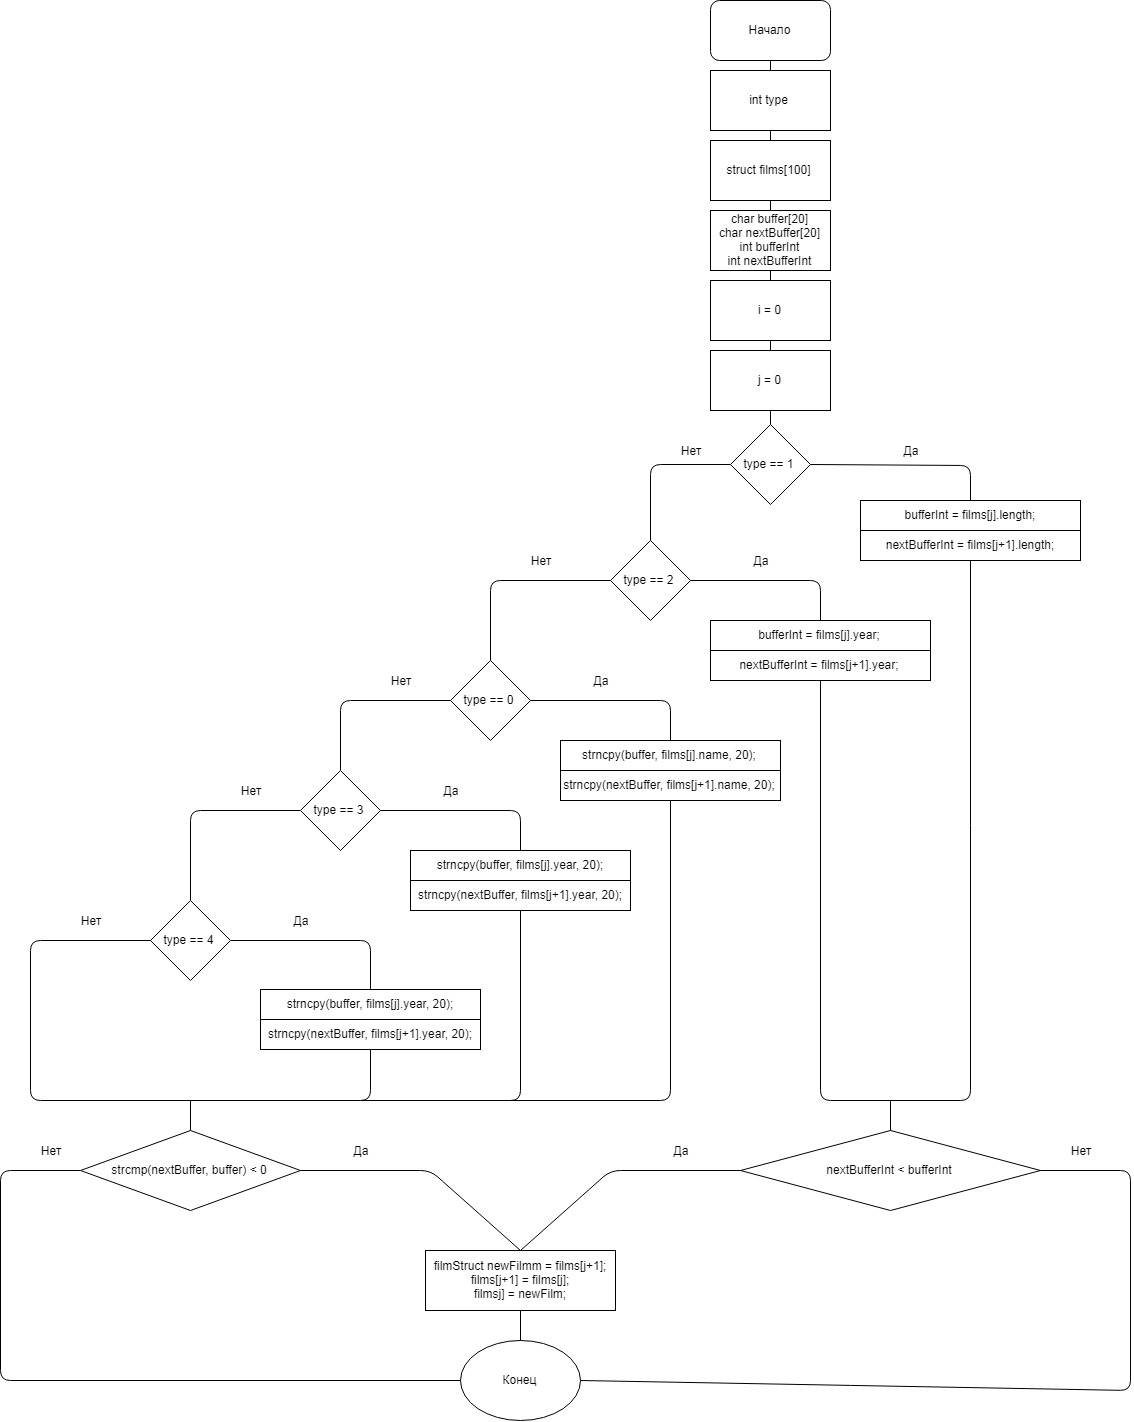 Начало
int type
struct films[100]
char buffer[20]
char nextBuffer[20]
int bufferInt
int nextBufferInt
i = 0
j = 0
Нет
Да
type == 1
bufferInt = films[j].length;
nextBufferInt = films[j+1].length;
Нет
Да
type == 2
bufferInt = films[j].year;
nextBufferInt = films[j+1].year;
Нет
Да
type == 0
strncpy(buffer, films[j].name, 20);
strncpy(nextBuffer, films[j+1].name, 20);
Нет
Да
type == 3
strncpy(buffer, films[j].year, 20);
strncpy(nextBuffer, films[j+1].year, 20);
Нет
Да
type == 4
strncpy(buffer, films[j].year, 20);
strncpy(nextBuffer, films[j+1].year, 20);
Нет
Да
Да
Нет
strcmp(nextBuffer, buffer) < 0
nextBufferInt < bufferInt
filmStruct newFilmm = films[j+1];
films[j+1] = films[j];
filmsj] = newFilm;
Конец